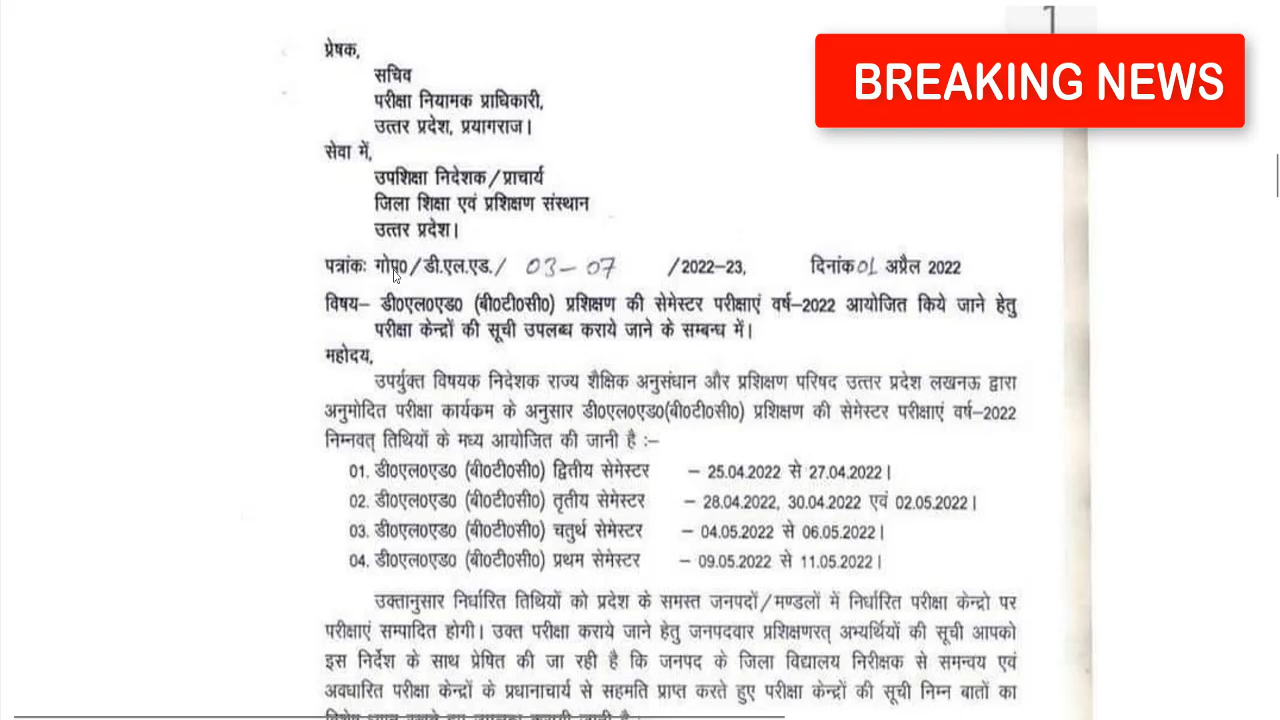 1
BREAKING NEWS
प्रेषक,
सचिव
परीक्षा नियामक प्राधिकारी,
उत्तर प्रदेश, प्रयागराज।
सेवा में,
उपशिक्षा निदेशक/प्राचार्य
जिला शिक्षा एवं प्रशिक्षण संस्थान
उत्तर प्रदेश।
पत्रांकः गोप0/डी.एल.एड./ 03-07 /2022-23, दिनांक 01 अप्रैल 2022
विषय– डी0एल0एड0 (बी0टी0सी0) प्रशिक्षण की सेमेस्टर परीक्षाएं वर्ष–2022 आयोजित किये जाने हेतु
परीक्षा केन्द्रों की सूची उपलब्ध कराये जाने के सम्बन्ध में।
महोदय,
उपर्युक्त विषयक निदेशक राज्य शैक्षिक अनुसंधान और प्रशिक्षण परिषद उत्तर प्रदेश लखनऊ द्वारा
अनुमोदित परीक्षा कार्यकम के अनुसार डी0एल0एड0(बी0टी0सी0) प्रशिक्षण की सेमेस्टर परीक्षाएं वर्ष–2022
निम्नवत् तिथियों के मध्य आयोजित की जानी है :–
01. डी0एल0एड0 (बी0टी0सी0) द्वितीय सेमेस्टर – 25.04.2022 से 27.04.2022।
02. डी0एल0एड0 (बी0टी0सी0) तृतीय सेमेस्टर – 28.04.2022, 30.04.2022 एवं 02.05.2022।
03. डी0एल0एड0 (बी0टी0सी0) चतुर्थ सेमेस्टर – 04.05.2022 से 06.05.2022।
04. डी0एल0एड0 (बी0टी0सी0) प्रथम सेमेस्टर – 09.05.2022 से 11.05.2022।
उक्तानुसार निर्धारित तिथियों को प्रदेश के समस्त जनपदों/मण्डलों में निर्धारित परीक्षा केन्द्रो पर
परीक्षाएं सम्पादित होगी। उक्त परीक्षा कराये जाने हेतु जनपदवार प्रशिक्षणरत् अभ्यर्थियों की सूची आपको
इस निर्देश के साथ प्रेषित की जा रही है कि जनपद के जिला विद्यालय निरीक्षक से समन्वय एवं
अवधारित परीक्षा केन्द्रों के प्रधानाचार्य से सहमति प्राप्त करते हुए परीक्षा केन्द्रों की सूची निम्न बातों का